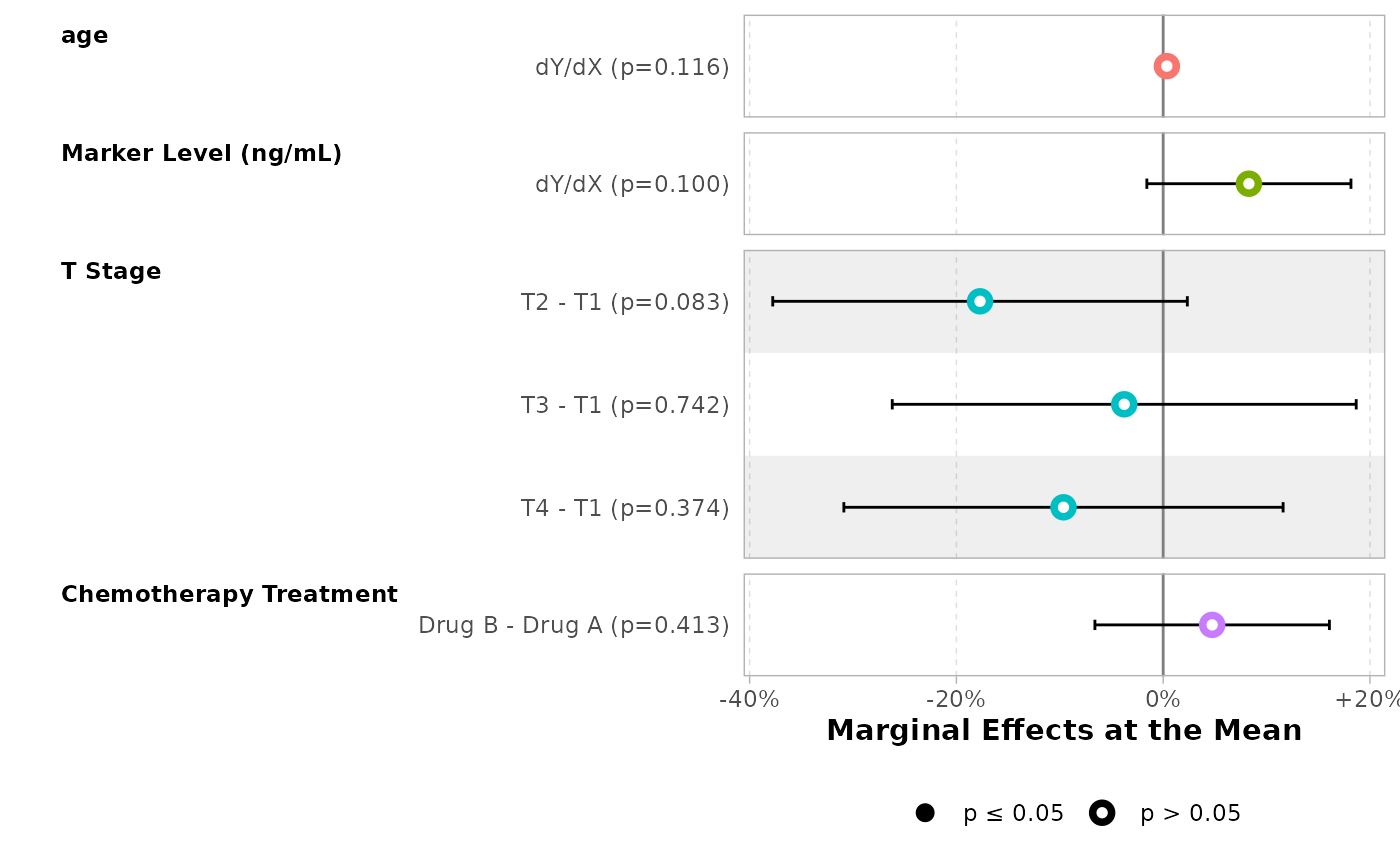 age
dY/dX (p=0.116)
Marker Level (ng/mL)
dY/dX (p=0.100)
T Stage
T2 - T1 (p=0.083)
T3 - T1 (p=0.742)
T4 - T1 (p=0.374)
Chemotherapy Treatment
Drug B - Drug A (p=0.413)
-40% -20% 0% +20%
Marginal Effects at the Mean
p ≤ 0.05 p > 0.05